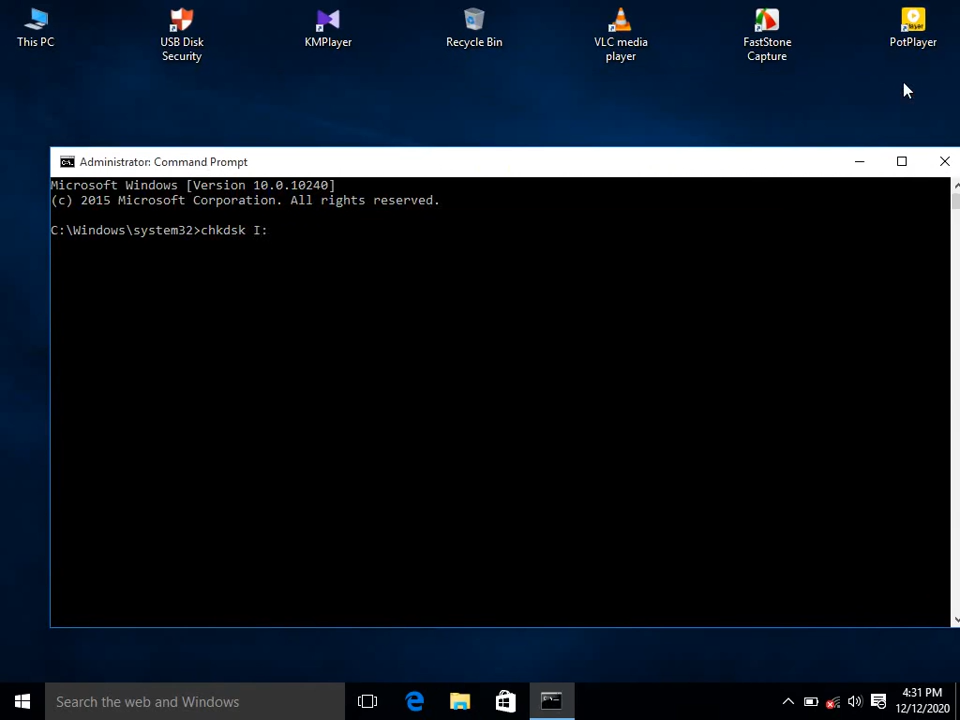 This PC
USB Disk
Security
KMPlayer
Recycle Bin
VLC media
player
FastStone
Capture
PotPlayer
Administrator: Command Prompt
Microsoft Windows [Version 10.0.10240]
(c) 2015 Microsoft Corporation. All rights reserved.
C:\Windows\system32>chkdsk I:
Search the web and Windows
4:31 PM
12/12/2020